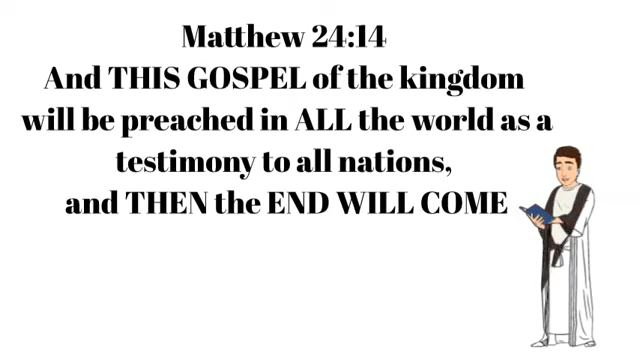 Matthew 24:14
And THIS GOSPEL of the kingdom
will be preached in ALL the world as a
testimony to all nations,
and THEN the END WILL COME